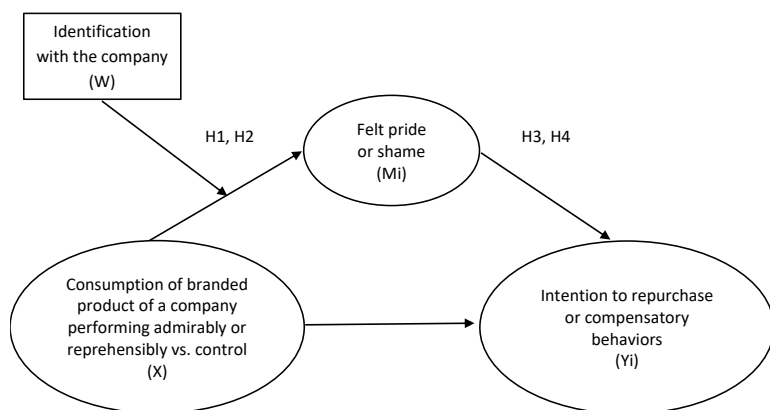 Identification
with the company
(W)
H1, H2
Felt pride
or shame
(Mi)
H3, H4
Consumption of branded
product of a company
performing admirably or
reprehensibly vs. control
(X)
Intention to repurchase
or compensatory
behaviors
(Yi)